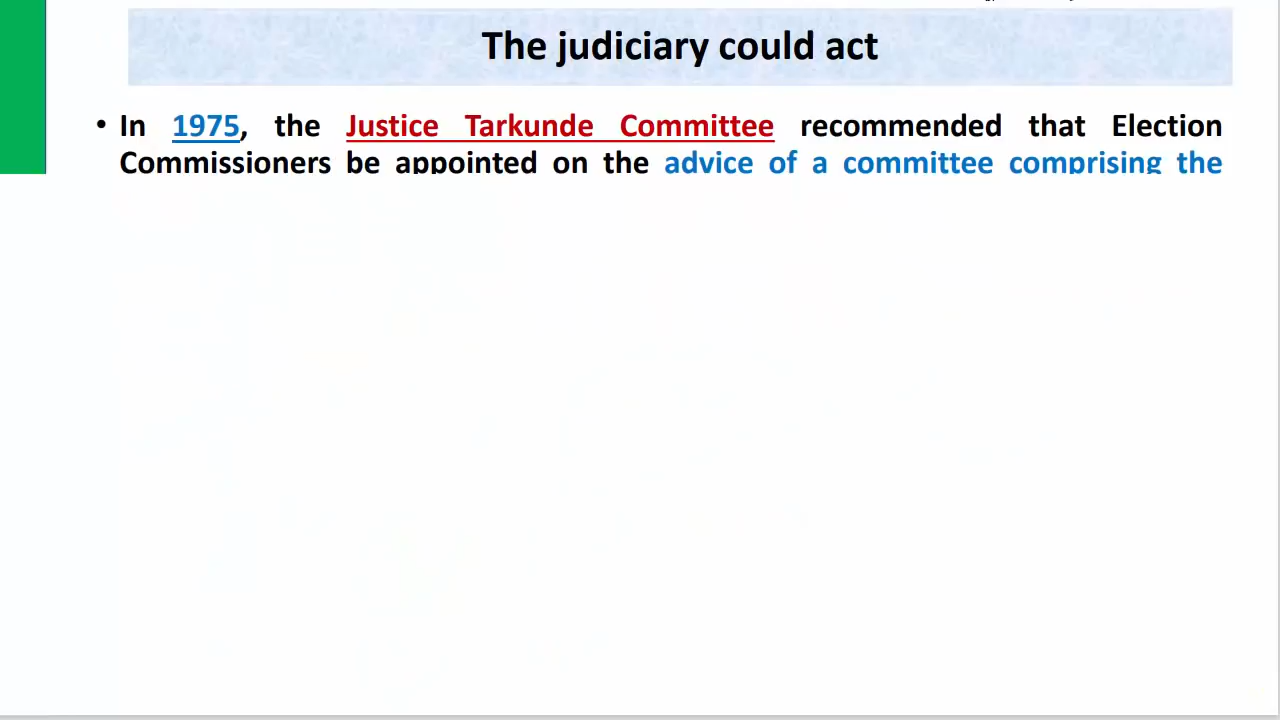 The judiciary could act
• In 1975, the Justice Tarkunde Committee recommended that Election
Commissioners be appointed on the advice of a committee comprising the